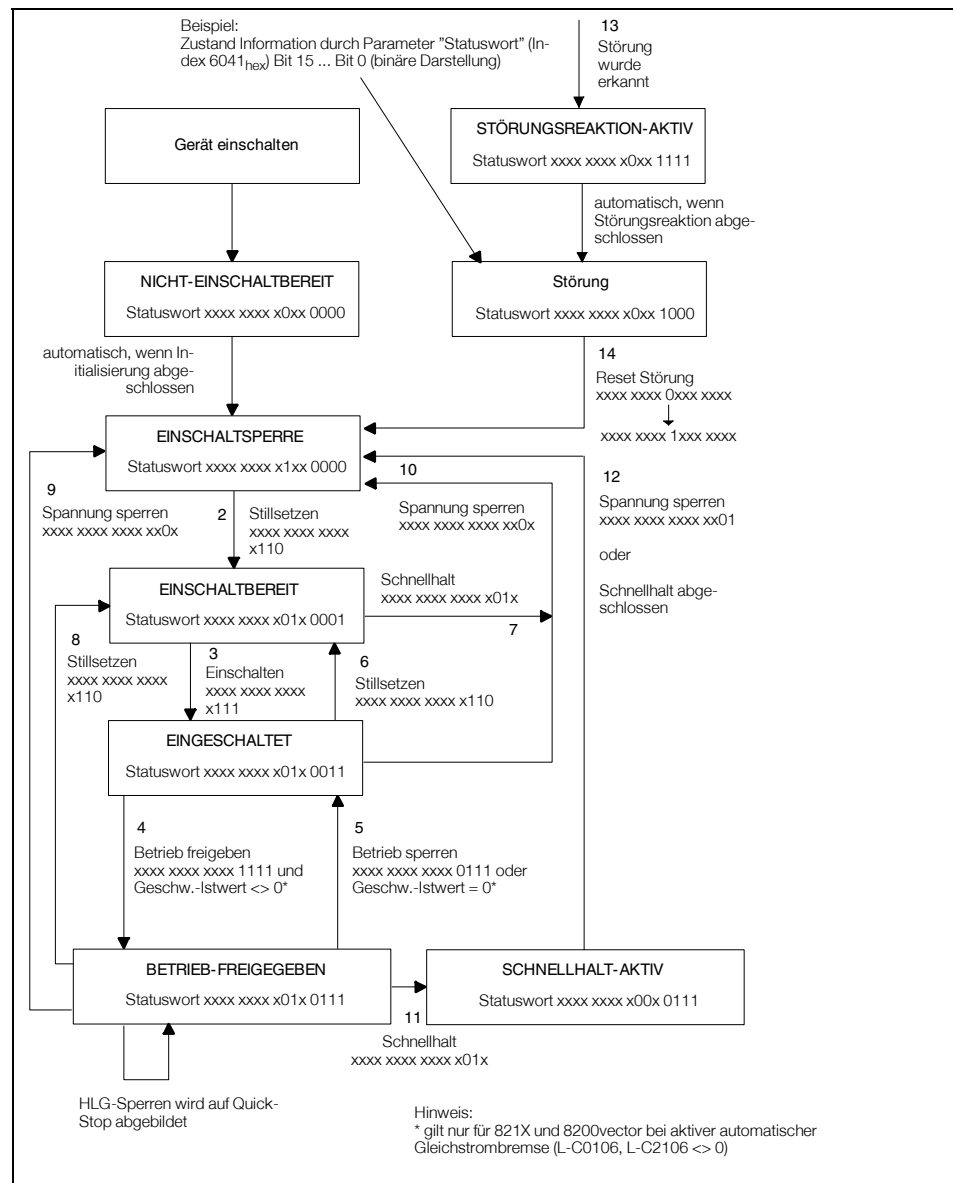 Beispiel:
Zustand Information durch Parameter "Statuswort" (In-
dex 6041hex) Bit 15 ... Bit 0 (binäre Darstellung)
13
Störung
wurde
erkannt
Gerät einschalten
STÖRUNGSREAKTION-AKTIV
Statuswort xxxx xxxx x0xx 1111
automatisch, wenn
Störungsreaktion abge-
schlossen
NICHT-EINSCHALTBEREIT
Statuswort xxxx xxxx x0xx 0000
Störung
Statuswort xxxx xxxx x0xx 1000
automatisch, wenn In-
itialisierung abge-
schlossen
14
Reset Störung
xxxx xxxx 0xxx xxxx
xxxx xxxx 1xxx xxxx
EINSCHALTSPERRE
Statuswort xxxx xxxx x1xx 0000
9
Spannung sperren
xxxx xxxx xxxx xx0x
2
Stillsetzen
xxxx xxxx xxxx
x110
10
Spannung sperren
xxxx xxxx xxxx xx0x
12
Spannung sperren
xxxx xxxx xxxx xx01
oder
Schnellhalt abge-
schlossen
EINSCHALTBEREIT
Statuswort xxxx xxxx x01x 0001
Schnellhalt
xxxx xxxx xxxx x01x
7
8
Stillsetzen
xxxx xxxx xxxx
x110
3
Einschalten
xxxx xxxx xxxx
x111
6
Stillsetzen
xxxx xxxx xxxx x110
EINGESCHALTET
Statuswort xxxx xxxx x01x 0011
4
Betrieb freigeben
xxxx xxxx xxxx 1111 und
Geschw.-Istwert <> 0*
5
Betrieb sperren
xxxx xxxx xxxx 0111 oder
Geschw.-Istwert = 0*
BETRIEB-FREIGEGEBEN
Statuswort xxxx xxxx x01x 0111
SCHNELLHALT-AKTIV
Statuswort xxxx xxxx x00x 0111
11
Schnellhalt
xxxx xxxx xxxx x01x
HLG-Sperren wird auf Quick-
Stop abgebildet
Hinweis:
* gilt nur für 821X und 8200vector bei aktiver automatischer
Gleichstrombremse (L-C0106, L-C2106 <> 0)